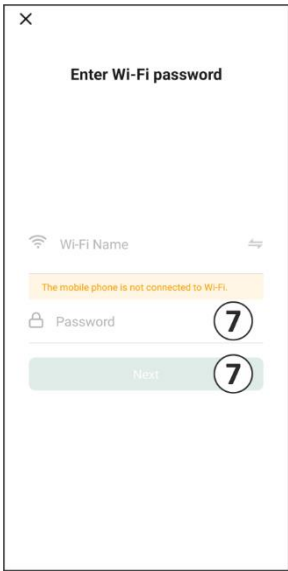 Enter Wi-Fi password
Wi-Fi Name
The mobile phone is not connected to Wi-Fi.
Password 7
Next 7